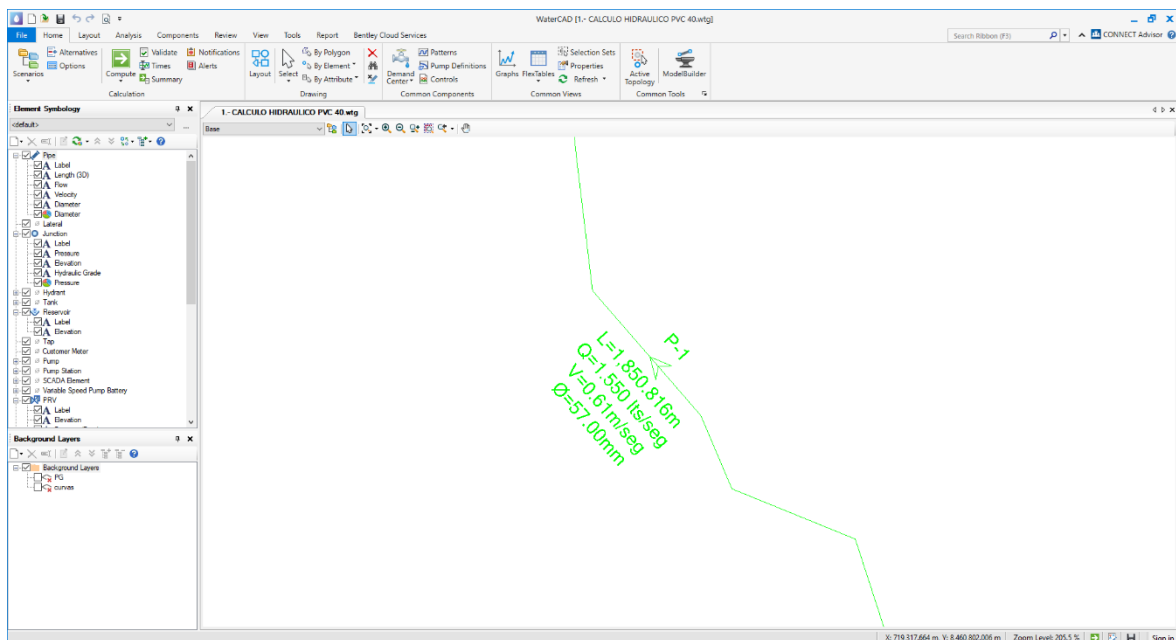 WaterCAD [1.- CALCULO HIDRAULICO PVC 40.wtg]
File Home Layout Analysis Components Review View Tools Report Bentley Cloud Services
Search Ribbon (F3)
CONNECT Advisor
Scenarios
Alternatives
Options
Compute
Validate
Times
Summary
Notifications
Alerts
Calculation
Layout
Select
By Polygon
By Element
By Attribute
Drawing
Demand Center
Patterns
Pump Definitions
Controls
Common Components
Graphs
FlexTables
Selection Sets
Properties
Refresh
Common Views
Active Topology
ModelBuilder
Common Tools
Element Symbology
<default>
Pipe
Label
Length (3D)
Flow
Velocity
Diameter
Diameter
Lateral
Junction
Label
Pressure
Elevation
Hydraulic Grade
Pressure
Hydrant
Tank
Reservoir
Label
Elevation
Tap
Customer Meter
Pump
Pump Station
SCADA Element
Variable Speed Pump Battery
PRV
Label
Elevation
Background Layers
Background Layers
PG
curvas
1.- CALCULO HIDRAULICO PVC 40.wtg
Base
P-1
L=1,850.816m
Q=1.550 lts/seg
V=0.61m/seg
Ø=57.00mm
X: 719,317.664 m, Y: 8,460,802.006 m Zoom Level: 205.5 % Sign in